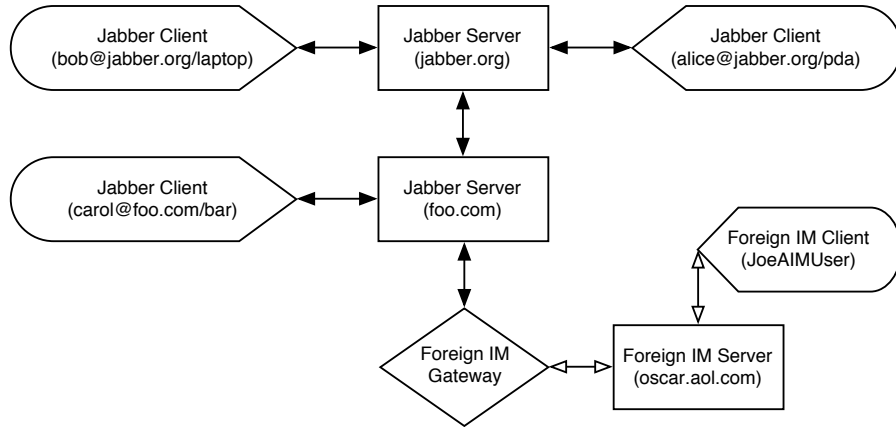 Jabber Client
(bob@jabber.org/laptop)
Jabber Server
(jabber.org)
Jabber Client
(alice@jabber.org/pda)
Jabber Client
(carol@foo.com/bar)
Jabber Server
(foo.com)
Foreign IM Client
(JoeAIMUser)
Foreign IM
Gateway
Foreign IM Server
(oscar.aol.com)